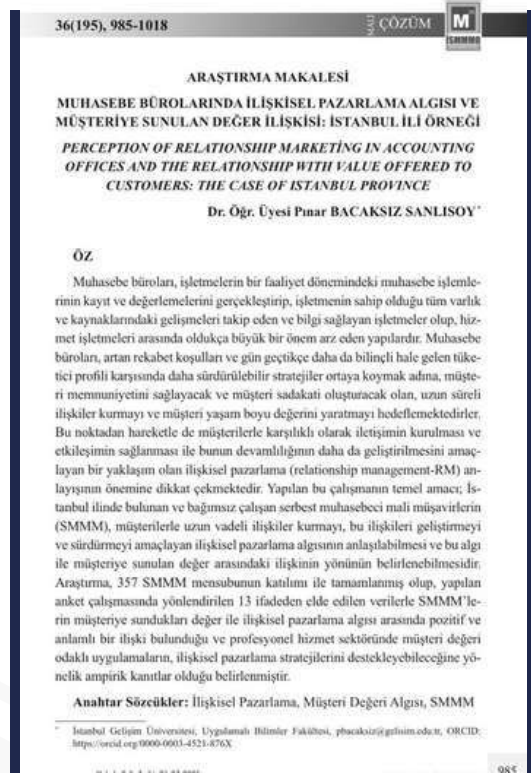 36(195), 985-1018
MALİ
ÇÖZÜM
M
İSMMMO
ARAŞTIRMA MAKALESİ
MUHASEBE BÜROLARINDA İLİŞKİSEL PAZARLAMA ALGISI VE
MÜŞTERİYE SUNULAN DEĞER İLİŞKİSİ: İSTANBUL İLİ ÖRNEĞİ
PERCEPTION OF RELATIONSHIP MARKETİNG IN ACCOUNTING
OFFICES AND THE RELATIONSHIP WITH VALUE OFFERED TO
CUSTOMERS: THE CASE OF ISTANBUL PROVINCE
Dr. Öğr. Üyesi Pınar BACAKSIZ SANLISOY*
ÖZ
Muhasebe büroları, işletmelerin bir faaliyet dönemindeki muhasebe işlemle-
rinin kayıt ve değerlemelerini gerçekleştirip, işletmenin sahip olduğu tüm varlık
ve kaynaklarındaki gelişmeleri takip eden ve bilgi sağlayan işletmeler olup, hiz-
met işletmeleri arasında oldukça büyük bir önem arz eden yapılardır. Muhasebe
büroları, artan rekabet koşulları ve gün geçtikçe daha da bilinçli hale gelen tüke-
tici profili karşısında daha sürdürülebilir stratejiler ortaya koymak adına, müşte-
ri memnuniyetini sağlayacak ve müşteri sadakati oluşturacak olan, uzun süreli
ilişkiler kurmayı ve müşteri yaşam boyu değerini yaratmayı hedeflemektedirler.
Bu noktadan hareketle de müşterilerle karşılıklı olarak iletişimin kurulması ve
etkileşimin sağlanması ile bunun devamlılığının daha da geliştirilmesini amaç-
layan bir yaklaşım olan ilişkisel pazarlama (relationship management-RM) an-
layışının önemine dikkat çekmektedir. Yapılan bu çalışmanın temel amacı; İs-
tanbul ilinde bulunan ve bağımsız çalışan serbest muhasebeci mali müşavirlerin
(SMMM), müşterilerle uzun vadeli ilişkiler kurmayı, bu ilişkileri geliştirmeyi
ve sürdürmeyi amaçlayan ilişkisel pazarlama algısının anlaşılabilmesi ve bu algı
ile müşteriye sunulan değer arasındaki ilişkinin yönünün belirlenebilmesidir.
Araştırma, 357 SMMM mensubunun katılımı ile tamamlanmış olup, yapılan
anket çalışmasında yönlendirilen 13 ifadeden elde edilen verilerle SMMM'le-
rin müşteriye sundukları değer ile ilişkisel pazarlama algısı arasında pozitif ve
anlamlı bir ilişki bulunduğu ve profesyonel hizmet sektöründe müşteri değeri
odaklı uygulamaların, ilişkisel pazarlama stratejilerini destekleyebileceğine yö-
nelik ampirik kanıtlar olduğu belirlenmiştir.
Anahtar Sözcükler: İlişkisel Pazarlama, Müşteri Değeri Algısı, SMMM
* İstanbul Gelişim Üniversitesi, Uygulamalı Bilimler Fakültesi, pbacaksiz@gelisim.edu.tr, ORCID:
https://orcid.org/0000-0003-4521-876X
985